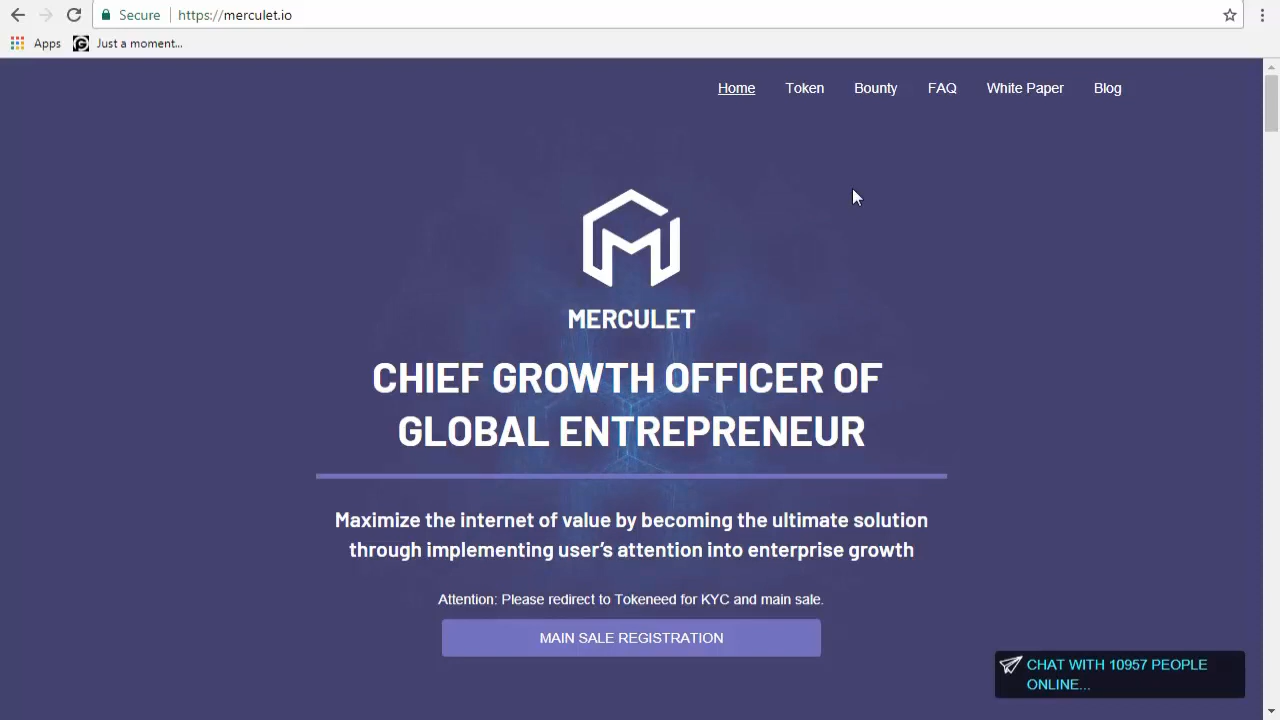 Secure https://merculet.io
Apps Just a moment...
Home Token Bounty FAQ White Paper Blog
MERCULET
CHIEF GROWTH OFFICER OF
GLOBAL ENTREPRENEUR
Maximize the internet of value by becoming the ultimate solution
through implementing user’s attention into enterprise growth
Attention: Please redirect to Tokeneed for KYC and main sale.
MAIN SALE REGISTRATION
CHAT WITH 10957 PEOPLE
ONLINE...